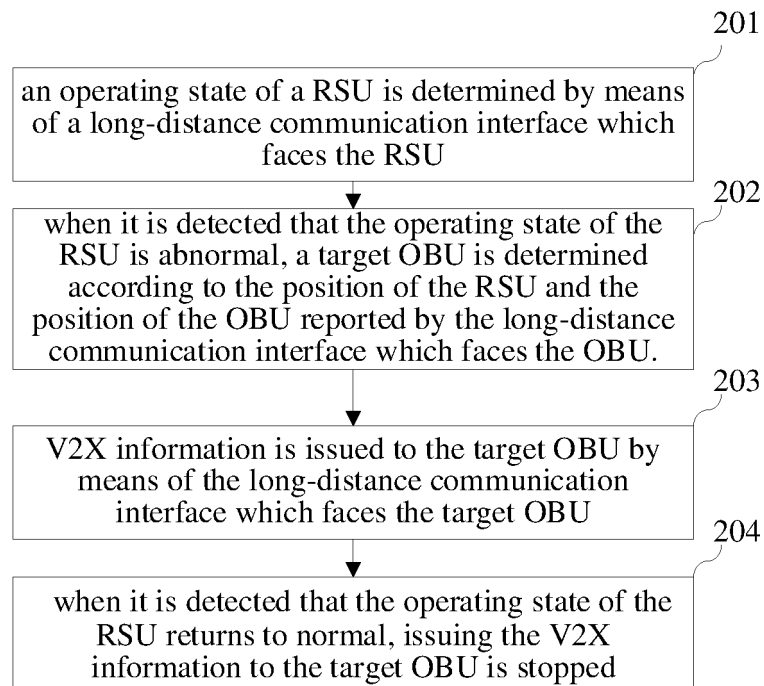 201
an operating state of a RSU is determined by means
of a long-distance communication interface which
faces the RSU
202
when it is detected that the operating state of the
RSU is abnormal, a target OBU is determined
according to the position of the RSU and the
position of the OBU reported by the long-distance
communication interface which faces the OBU.
203
V2X information is issued to the target OBU by
means of the long-distance communication
interface which faces the target OBU
204
when it is detected that the operating state of the
RSU returns to normal, issuing the V2X
information to the target OBU is stopped